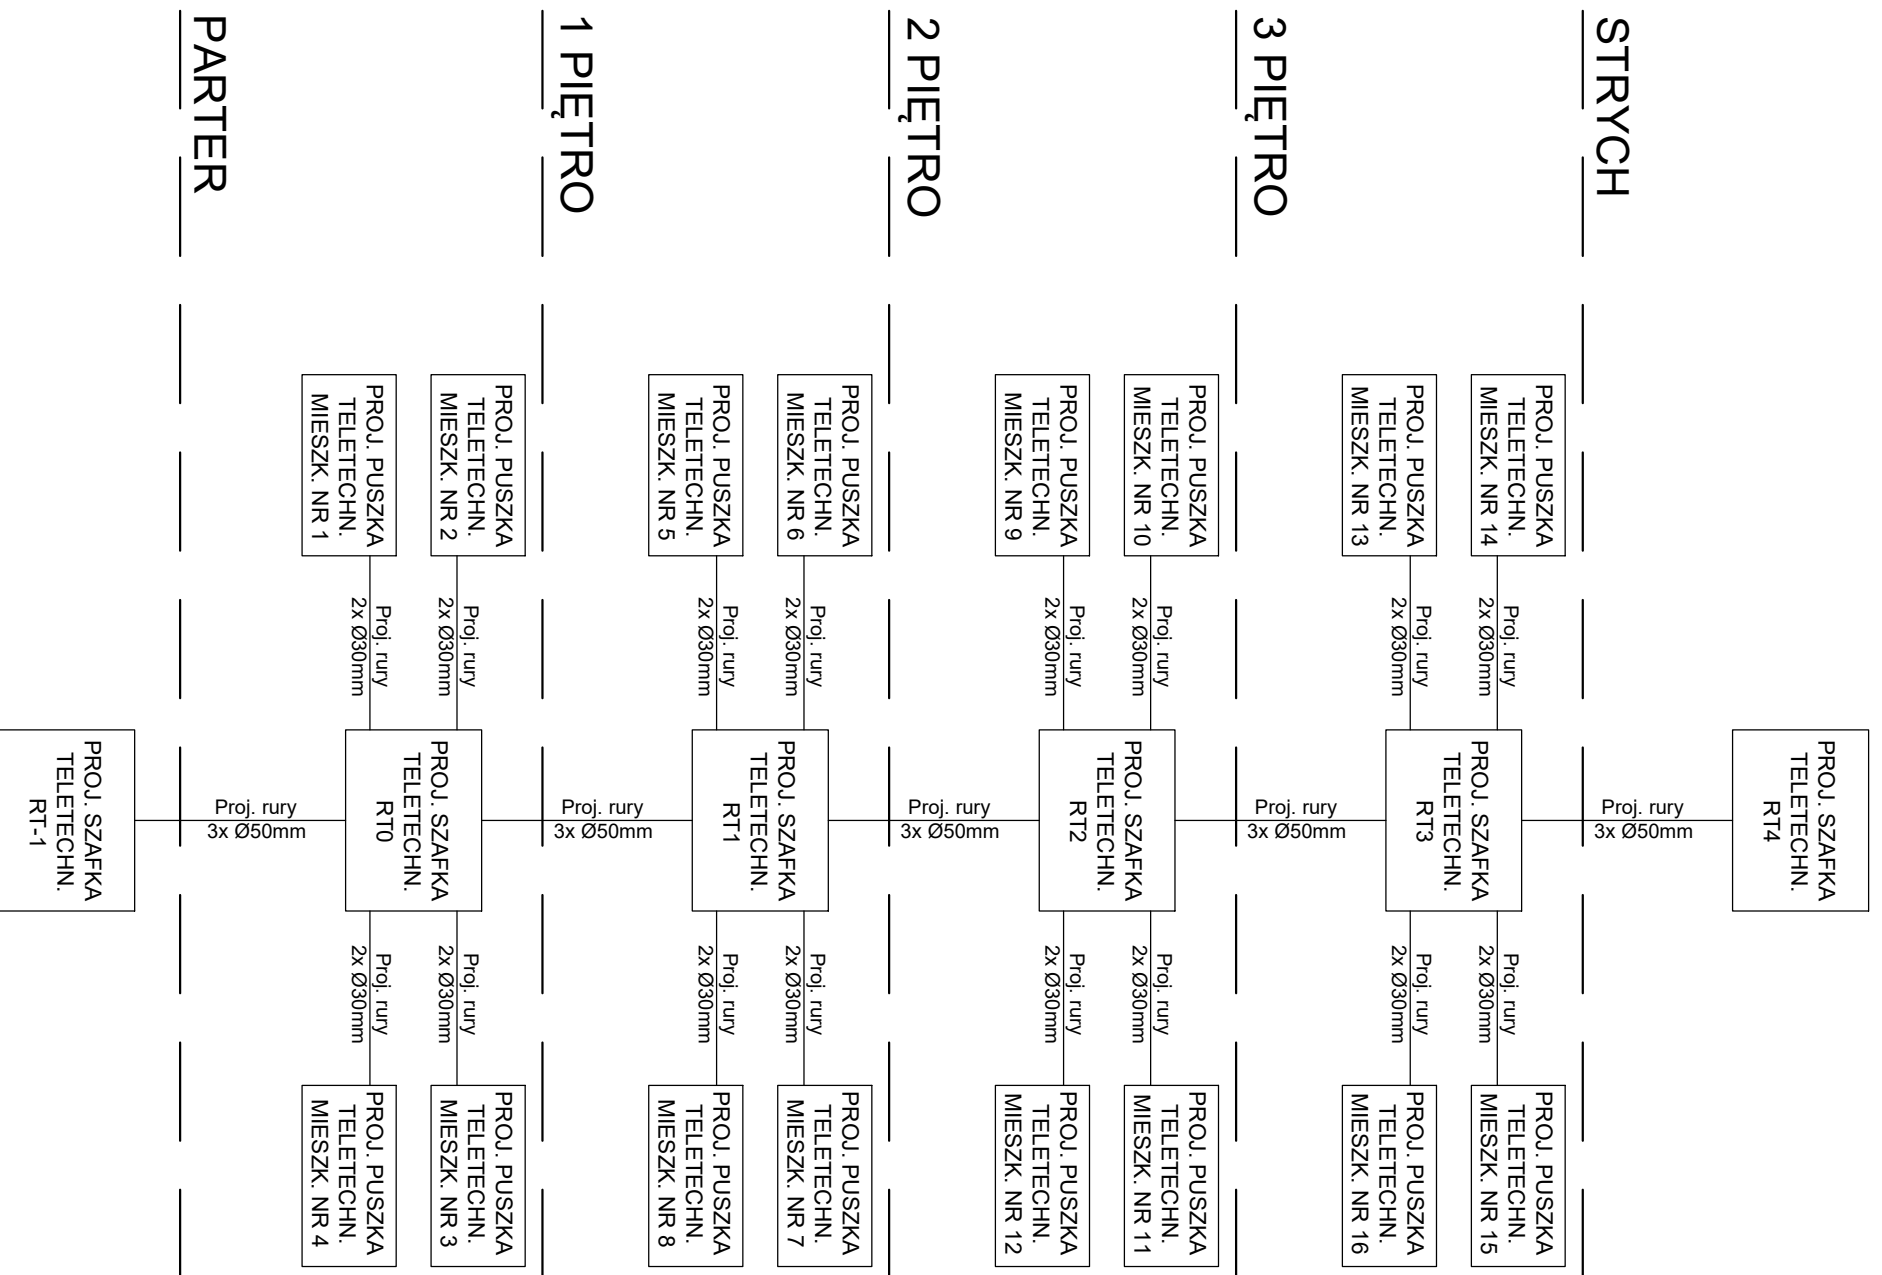 STRYCH
PROJ. SZAFKA
TELETECHN.
RT4
Proj. rury
3x Ø50mm
3 PIĘTRO
PROJ. PUSZKA
TELETECHN.
MIESZK. NR 14
Proj. rury
2x Ø30mm
PROJ. PUSZKA
TELETECHN.
MIESZK. NR 13
Proj. rury
2x Ø30mm
PROJ. SZAFKA
TELETECHN.
RT3
Proj. rury
2x Ø30mm
PROJ. PUSZKA
TELETECHN.
MIESZK. NR 15
Proj. rury
2x Ø30mm
PROJ. PUSZKA
TELETECHN.
MIESZK. NR 16
Proj. rury
3x Ø50mm
2 PIĘTRO
PROJ. PUSZKA
TELETECHN.
MIESZK. NR 10
Proj. rury
2x Ø30mm
PROJ. PUSZKA
TELETECHN.
MIESZK. NR 9
Proj. rury
2x Ø30mm
PROJ. SZAFKA
TELETECHN.
RT2
Proj. rury
2x Ø30mm
PROJ. PUSZKA
TELETECHN.
MIESZK. NR 11
Proj. rury
2x Ø30mm
PROJ. PUSZKA
TELETECHN.
MIESZK. NR 12
Proj. rury
3x Ø50mm
1 PIĘTRO
PROJ. PUSZKA
TELETECHN.
MIESZK. NR 6
Proj. rury
2x Ø30mm
PROJ. PUSZKA
TELETECHN.
MIESZK. NR 5
Proj. rury
2x Ø30mm
PROJ. SZAFKA
TELETECHN.
RT1
Proj. rury
2x Ø30mm
PROJ. PUSZKA
TELETECHN.
MIESZK. NR 7
Proj. rury
2x Ø30mm
PROJ. PUSZKA
TELETECHN.
MIESZK. NR 8
Proj. rury
3x Ø50mm
PARTER
PROJ. PUSZKA
TELETECHN.
MIESZK. NR 2
Proj. rury
2x Ø30mm
PROJ. PUSZKA
TELETECHN.
MIESZK. NR 1
Proj. rury
2x Ø30mm
PROJ. SZAFKA
TELETECHN.
RT0
Proj. rury
2x Ø30mm
PROJ. PUSZKA
TELETECHN.
MIESZK. NR 3
Proj. rury
2x Ø30mm
PROJ. PUSZKA
TELETECHN.
MIESZK. NR 4
Proj. rury
3x Ø50mm
PROJ. SZAFKA
TELETECHN.
RT-1